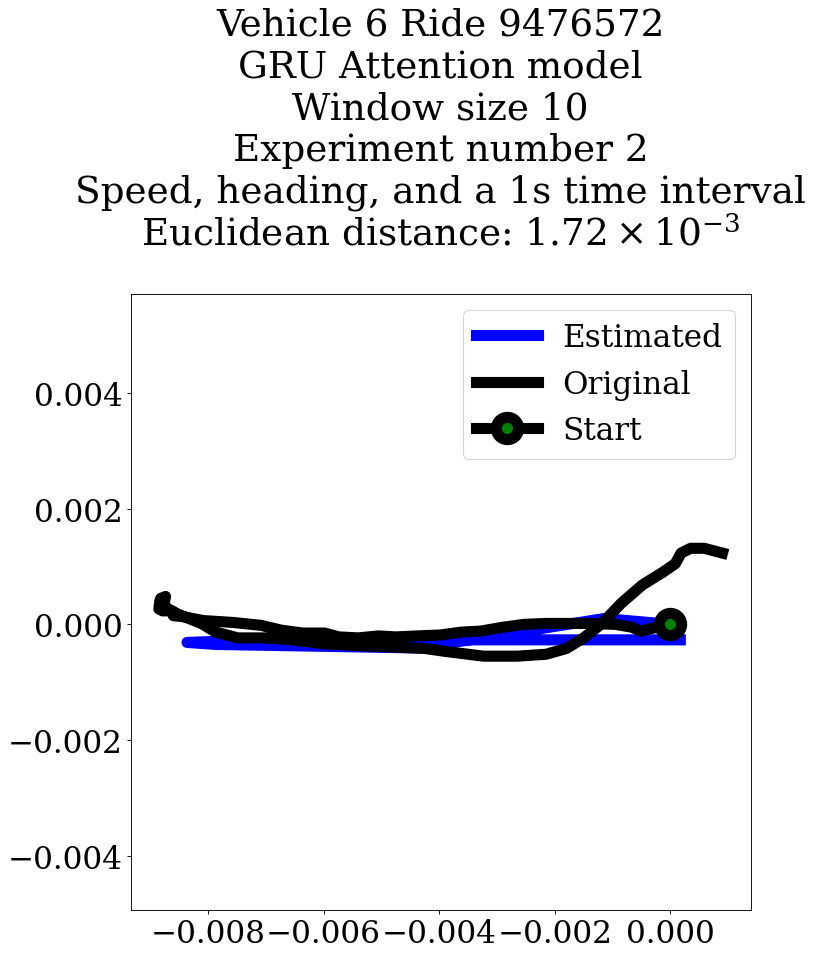 Vehicle 6 Ride 9476572
GRU Attention model
Window size 10
Experiment number 2
Speed, heading, and a 1s time interval
Euclidean distance: 1.72 × 10⁻³
Estimated
Original
Start
0.004
0.002
0.000
−0.002
−0.004
−0.008 −0.006 −0.004 −0.002 0.000